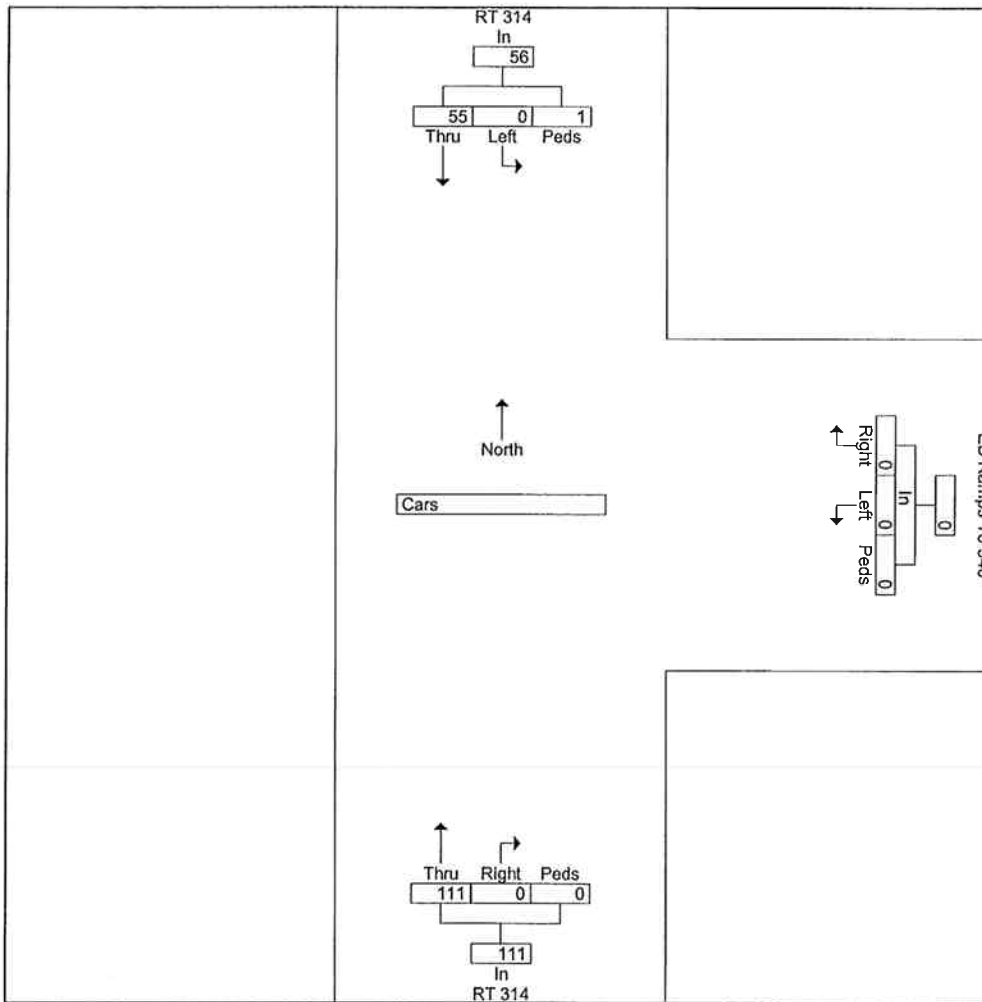 RT 314
In
56
55 0 1
Thru Left Peds
North
Cars
Right Left Peds
0 0 0
In
0
Thru Right Peds
111 0 0
111
In
RT 314